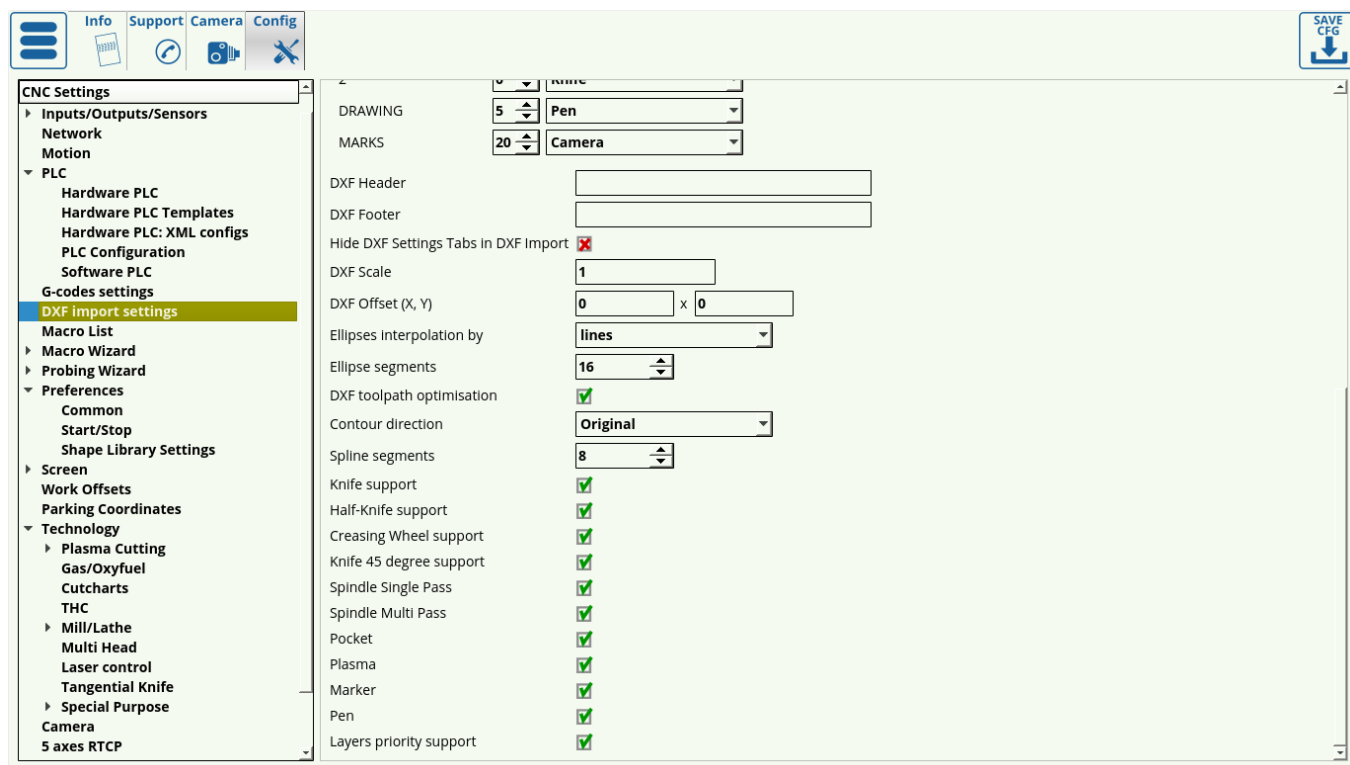 Info Support Camera Config
SAVE
CFG
CNC Settings
Inputs/Outputs/Sensors
Network
Motion
PLC
Hardware PLC
Hardware PLC Templates
Hardware PLC: XML configs
PLC Configuration
Software PLC
G-codes settings
DXF import settings
Macro List
Macro Wizard
Probing Wizard
Preferences
Common
Start/Stop
Shape Library Settings
Screen
Work Offsets
Parking Coordinates
Technology
Plasma Cutting
Gas/Oxyfuel
Cutcharts
THC
Mill/Lathe
Multi Head
Laser control
Tangential Knife
Special Purpose
Camera
5 axes RTCP
Knife
DRAWING 5 Pen
MARKS 20 Camera
DXF Header
DXF Footer
Hide DXF Settings Tabs in DXF Import
DXF Scale 1
DXF Offset (X, Y) 0 x 0
Ellipses interpolation by lines
Ellipse segments 16
DXF toolpath optimisation
Contour direction Original
Spline segments 8
Knife support
Half-Knife support
Creasing Wheel support
Knife 45 degree support
Spindle Single Pass
Spindle Multi Pass
Pocket
Plasma
Marker
Pen
Layers priority support